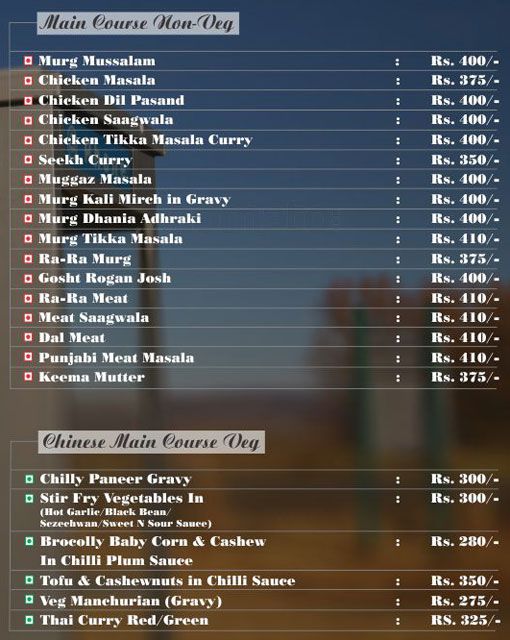 Main Course Non-Veg
Murg Mussalam : Rs. 400/-
Chicken Masala : Rs. 375/-
Chicken Dil Pasand : Rs. 400/-
Chicken Saagwala : Rs. 400/-
Chicken Tikka Masala Curry : Rs. 400/-
Seekh Curry : Rs. 350/-
Muggaz Masala : Rs. 400/-
Murg Kali Mirch in Gravy : Rs. 400/-
Murg Dhania Adhraki : Rs. 400/-
Murg Tikka Masala : Rs. 410/-
Ra-Ra Murg : Rs. 375/-
Gosht Rogan Josh : Rs. 400/-
Ra-Ra Meat : Rs. 410/-
Meat Saagwala : Rs. 410/-
Dal Meat : Rs. 410/-
Punjabi Meat Masala : Rs. 410/-
Keema Mutter : Rs. 375/-
Chinese Main Course Veg
Chilly Paneer Gravy : Rs. 300/-
Stir Fry Vegetables In : Rs. 300/-
(Hot Garlic/Black Bean/
Sezechwan/Sweet N Sour Sauce)
Brocolly Baby Corn & Cashew : Rs. 280/-
In Chilli Plum Sauce
Tofu & Cashewnuts in Chilli Sauce : Rs. 350/-
Veg Manchurian (Gravy) : Rs. 275/-
Thai Curry Red/Green : RS. 325/-